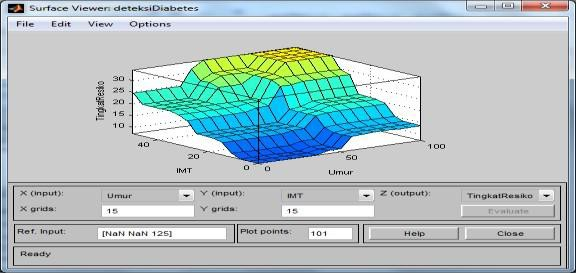 Surface Viewer: deteksiDiabetes
File Edit View Options
30
25
20
15
10
TingkatResiko
40
20
0
IMT
0
50
100
Umur
X (input): Umur Y (input): IMT Z (output): TingkatResiko
X grids: 15 Y grids: 15 Evaluate
Ref. Input: [NaN NaN 125] Plot points: 101 Help Close
Ready